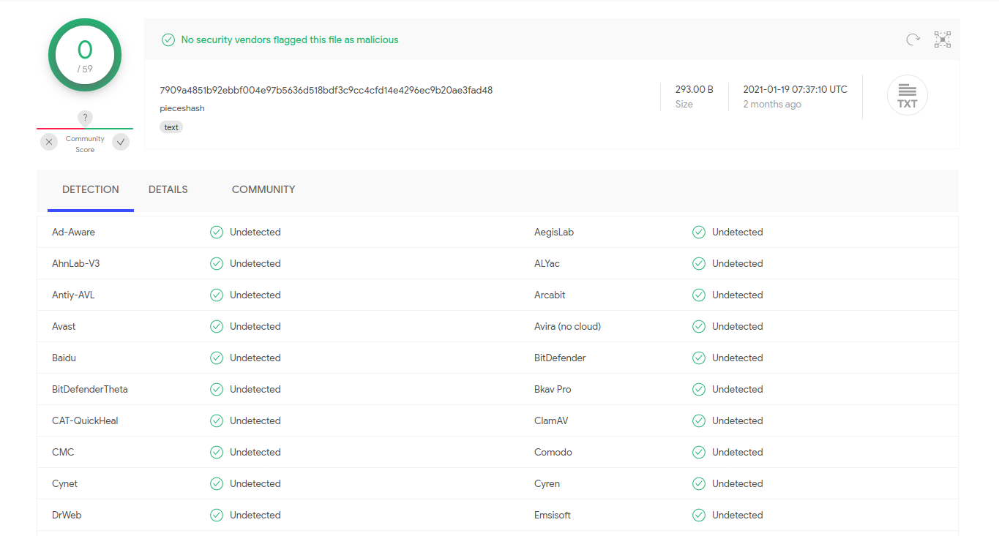 0
/ 59
?
Community
Score
No security vendors flagged this file as malicious
7909a4851b92ebbf004e97b5636d518bdf3c9cc4cfd14e4296ec9b20ae3fad48
pieceshash
text
293.00 B
Size
2021-01-19 07:37:10 UTC
2 months ago
TXT
DETECTION DETAILS COMMUNITY
Ad-Aware Undetected AegisLab Undetected
AhnLab-V3 Undetected ALYac Undetected
Antiy-AVL Undetected Arcabit Undetected
Avast Undetected Avira (no cloud) Undetected
Baidu Undetected BitDefender Undetected
BitDefenderTheta Undetected Bkav Pro Undetected
CAT-QuickHeal Undetected ClamAV Undetected
CMC Undetected Comodo Undetected
Cynet Undetected Cyren Undetected
DrWeb Undetected Emsisoft Undetected